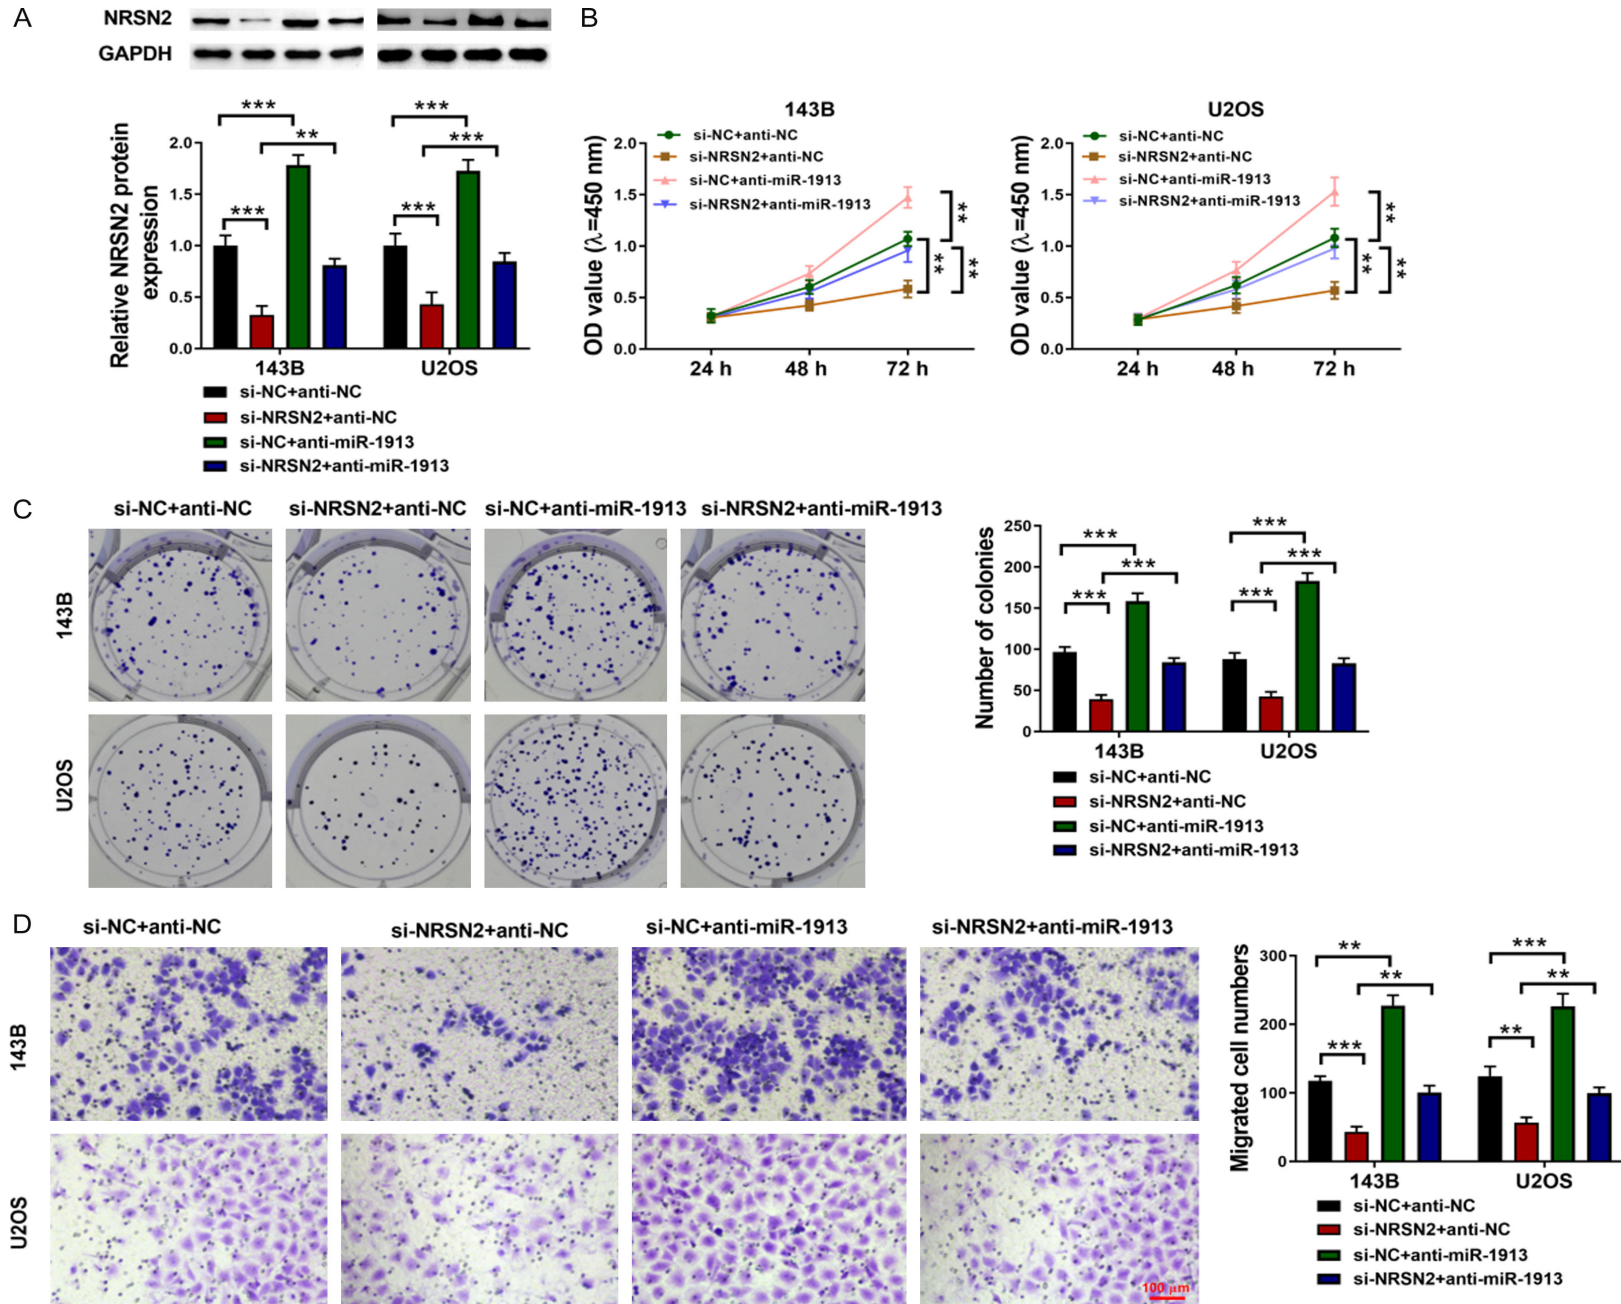 A
NRSN2
GAPDH
*** *** ** *** *** ***
Relative NRSN2 protein
expression
2.0
1.5
1.0
0.5
0.0
143B U2OS
si-NC+anti-NC
si-NRSN2+anti-NC
si-NC+anti-miR-1913
si-NRSN2+anti-miR-1913
B
143B
OD value (λ=450 nm)
2.0
1.5
1.0
0.5
0.0
si-NC+anti-NC
si-NRSN2+anti-NC
si-NC+anti-miR-1913
si-NRSN2+anti-miR-1913
** ** **
24 h 48 h 72 h
U2OS
OD value (λ=450 nm)
2.0
1.5
1.0
0.5
0.0
si-NC+anti-NC
si-NRSN2+anti-NC
si-NC+anti-miR-1913
si-NRSN2+anti-miR-1913
** ** **
24 h 48 h 72 h
C
si-NC+anti-NC si-NRSN2+anti-NC si-NC+anti-miR-1913 si-NRSN2+anti-miR-1913
143B
U2OS
Number of colonies
250
200
150
100
50
0
*** *** *** *** *** ***
143B U2OS
si-NC+anti-NC
si-NRSN2+anti-NC
si-NC+anti-miR-1913
si-NRSN2+anti-miR-1913
D
si-NC+anti-NC si-NRSN2+anti-NC si-NC+anti-miR-1913 si-NRSN2+anti-miR-1913
143B
U2OS
100 μm
Migrated cell numbers
300
200
100
0
** ** *** *** ** **
143B U2OS
si-NC+anti-NC
si-NRSN2+anti-NC
si-NC+anti-miR-1913
si-NRSN2+anti-miR-1913